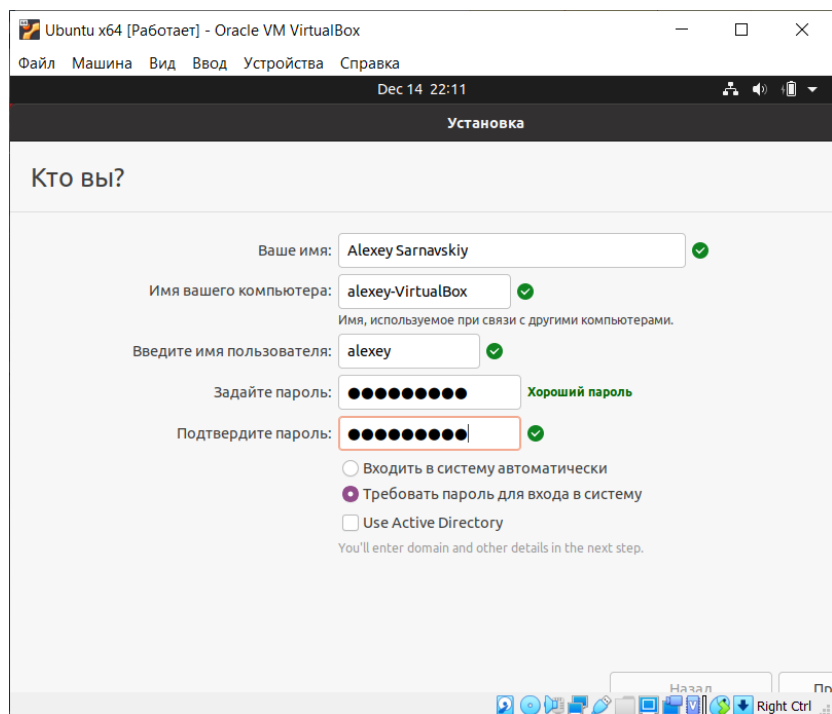 Ubuntu x64 [Работает] - Oracle VM VirtualBox
Файл Машина Вид Ввод Устройства Справка
Dec 14 22:11
Установка
Кто вы?
Ваше имя: Alexey Sarnavskiy
Имя вашего компьютера: alexey-VirtualBox
Имя, используемое при связи с другими компьютерами.
Введите имя пользователя: alexey
Задайте пароль: ●●●●●●●●● Хороший пароль
Подтвердите пароль: ●●●●●●●●●
Входить в систему автоматически
Требовать пароль для входа в систему
Use Active Directory
You'll enter domain and other details in the next step.
Назад
Right Ctrl